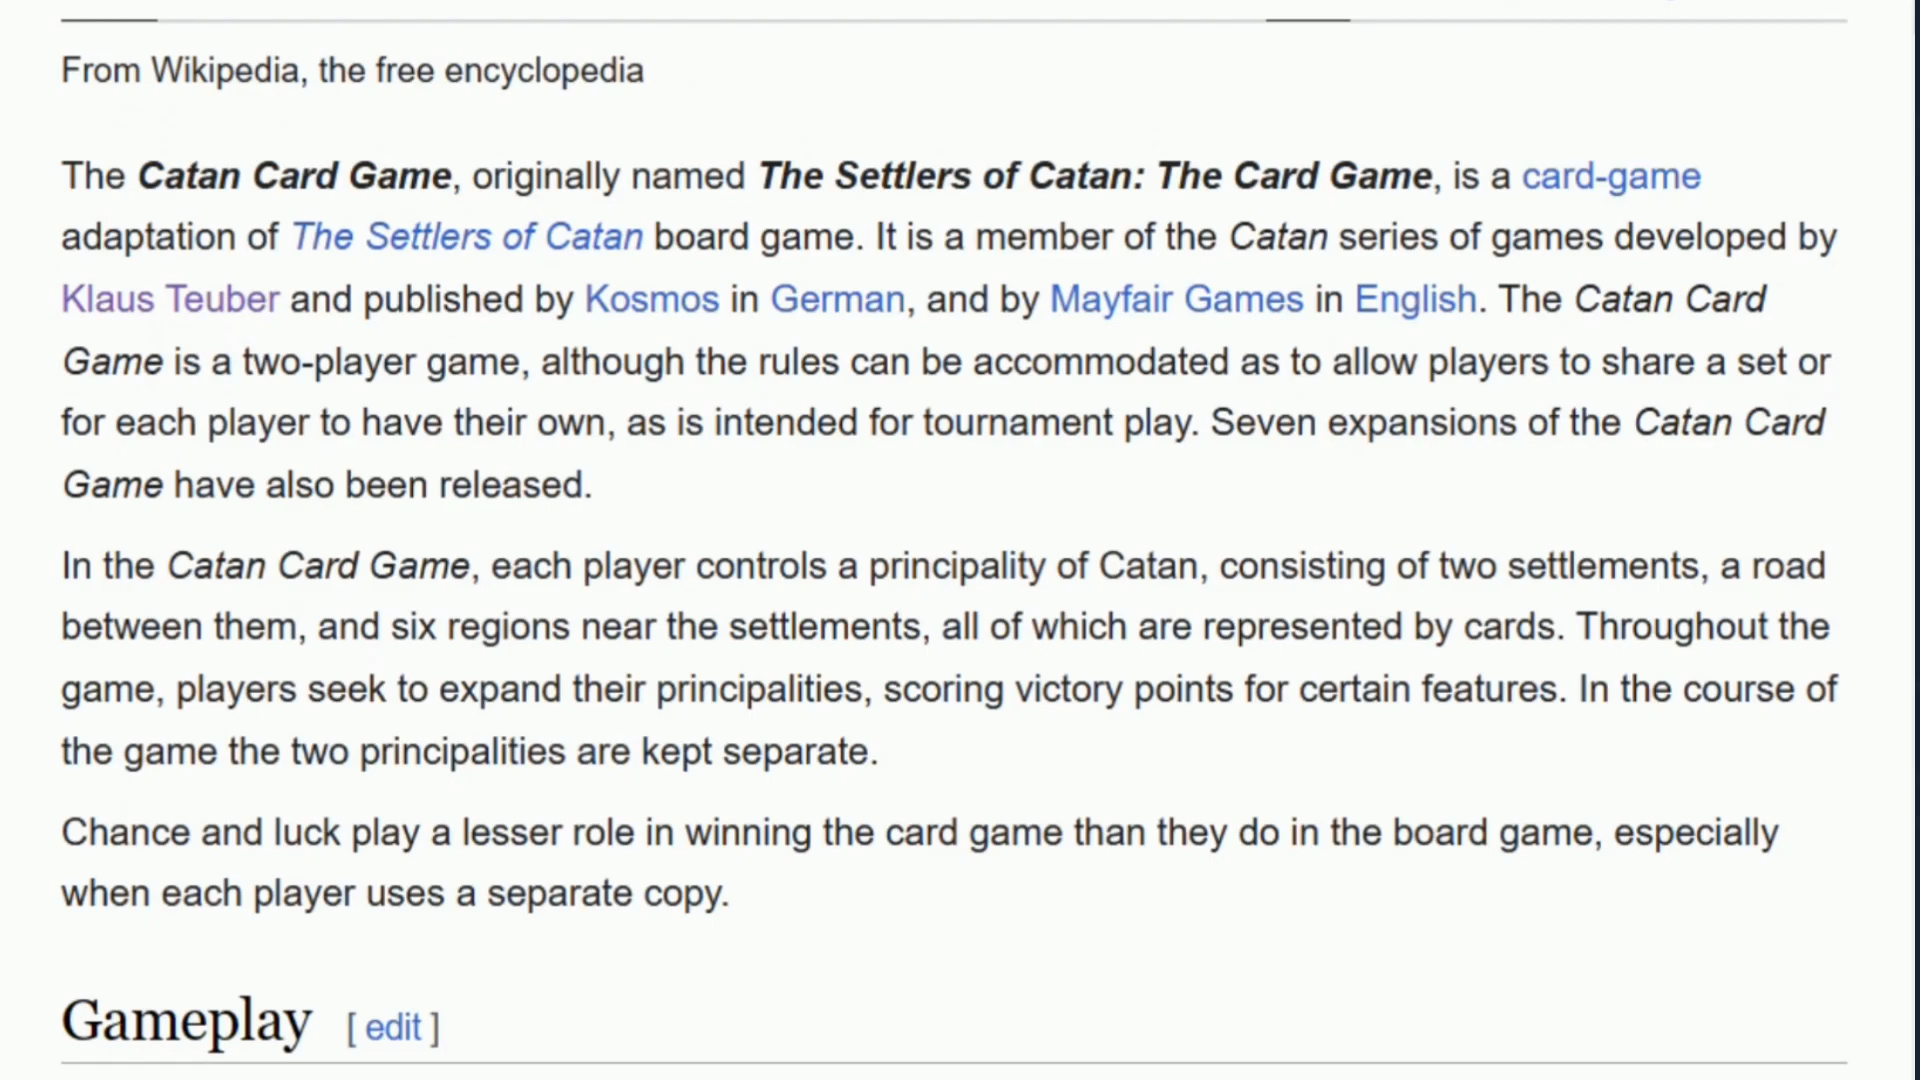 From Wikipedia, the free encyclopedia
The Catan Card Game, originally named The Settlers of Catan: The Card Game, is a card-game
adaptation of The Settlers of Catan board game. It is a member of the Catan series of games developed by
Klaus Teuber and published by Kosmos in German, and by Mayfair Games in English. The Catan Card
Game is a two-player game, although the rules can be accommodated as to allow players to share a set or
for each player to have their own, as is intended for tournament play. Seven expansions of the Catan Card
Game have also been released.
In the Catan Card Game, each player controls a principality of Catan, consisting of two settlements, a road
between them, and six regions near the settlements, all of which are represented by cards. Throughout the
game, players seek to expand their principalities, scoring victory points for certain features. In the course of
the game the two principalities are kept separate.
Chance and luck play a lesser role in winning the card game than they do in the board game, especially
when each player uses a separate copy.
Gameplay [ edit ]